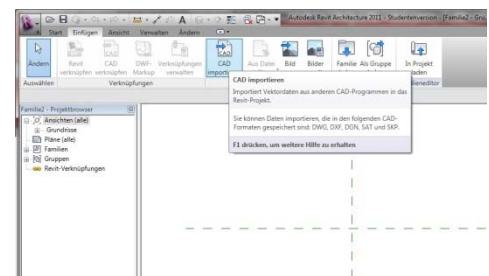 Autodesk Revit Architecture 2011 - Studentenversion - [Familie2 - Gru
Start Einfügen Ansicht Verwalten Ändern
Ändern
Revit verknüpfen
CAD verknüpfen
DWF-Markup
Verknüpfungen verwalten
CAD
Aus Datei
Bild
Bilder
Familie
Als Gruppe
In Projekt laden
Auswählen
Verknüpfungen
CAD importieren
Importiert Vektordaten aus anderen CAD-Programmen in das
Revit-Projekt.
Sie können Daten importieren, die in den folgenden CAD-
Formaten gespeichert sind: DWG, DXF, DGN, SAT und SKP.
F1 drücken, um weitere Hilfe zu erhalten
Familie2 - Projektbrowser
Ansichten (alle)
Grundrisse
Pläne (alle)
Familien
Gruppen
Revit-Verknüpfungen